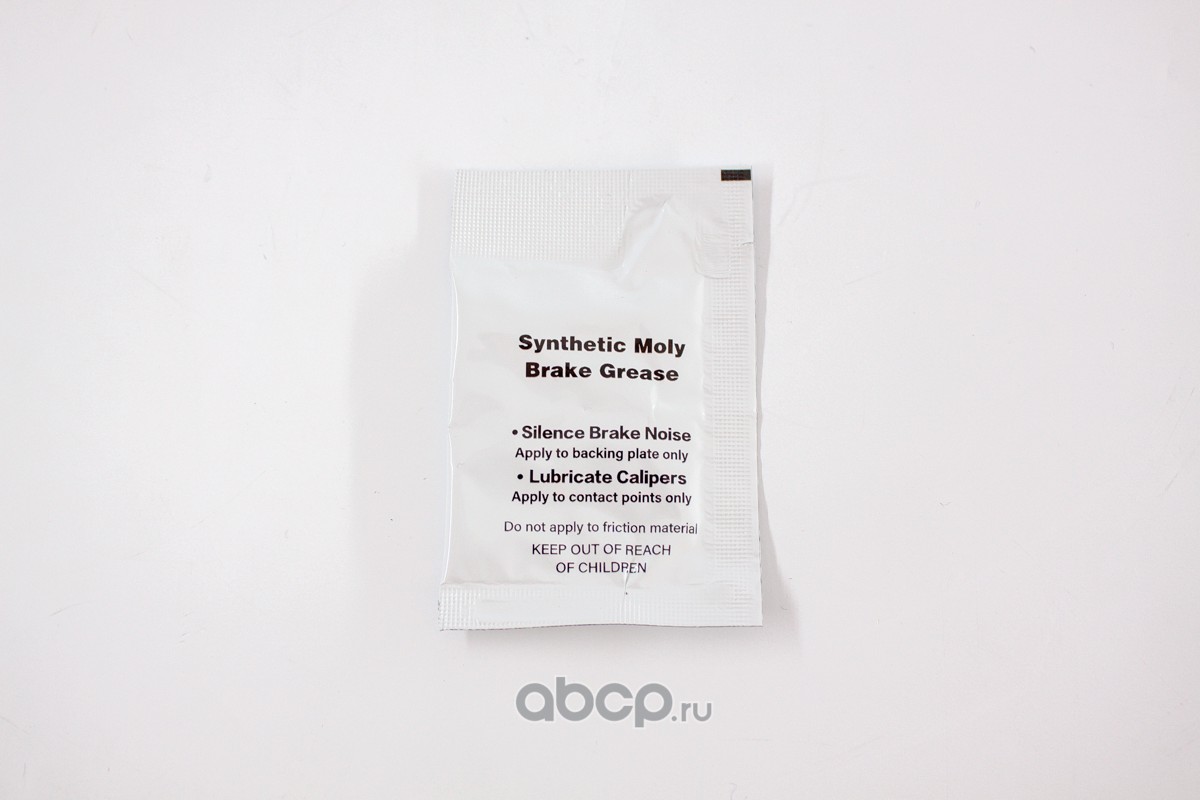 Synthetic Moly
Brake Grease
• Silence Brake Noise
Apply to backing plate only
• Lubricate Calipers
Apply to contact points only
Do not apply to friction material
KEEP OUT OF REACH
OF CHILDREN
abcp.ru